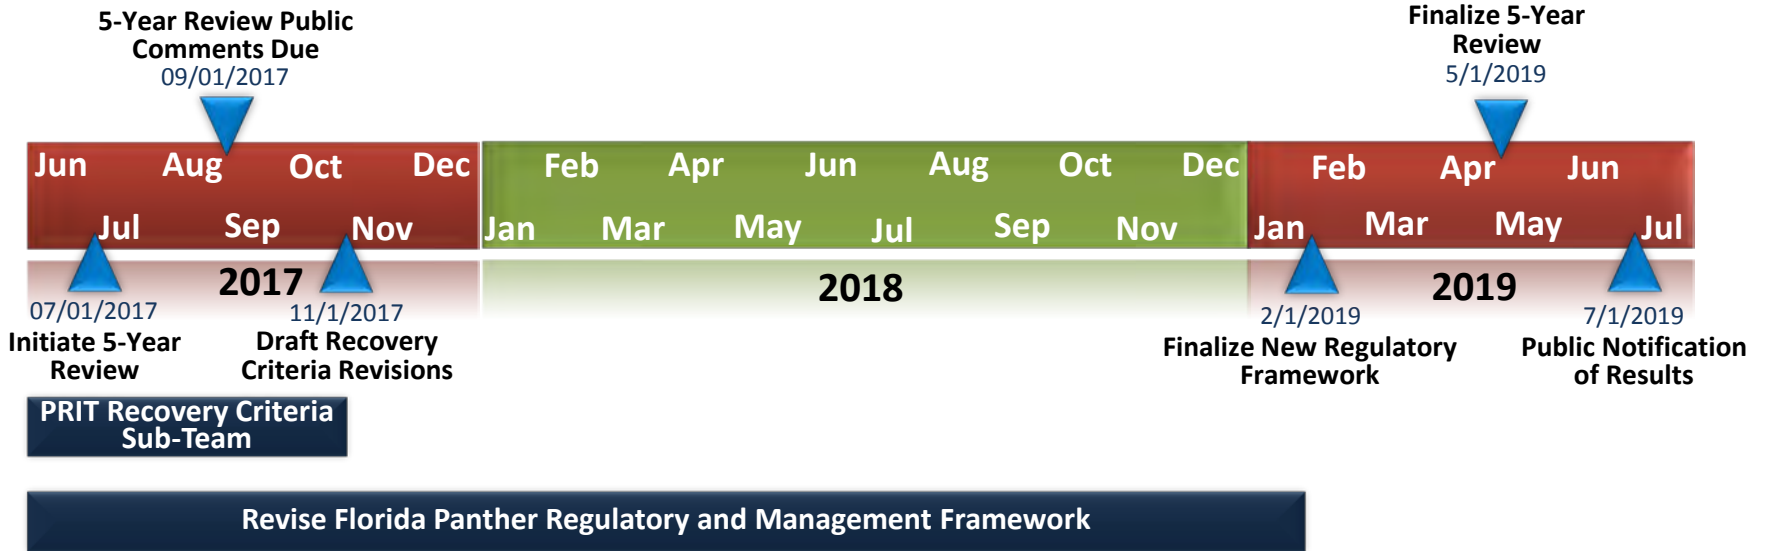 5-Year Review Public
Comments Due
09/01/2017
Finalize 5-Year
Review
5/1/2019
Jun Aug Oct Dec Feb Apr Jun Aug Oct Dec Feb Apr Jun
Jul Sep Nov Jan Mar May Jul Sep Nov Jan Mar May Jul
2017 2018 2019
07/01/2017
Initiate 5-Year
Review
11/1/2017
Draft Recovery
Criteria Revisions
2/1/2019
Finalize New Regulatory
Framework
7/1/2019
Public Notification
of Results
PRIT Recovery Criteria
Sub-Team
Revise Florida Panther Regulatory and Management Framework